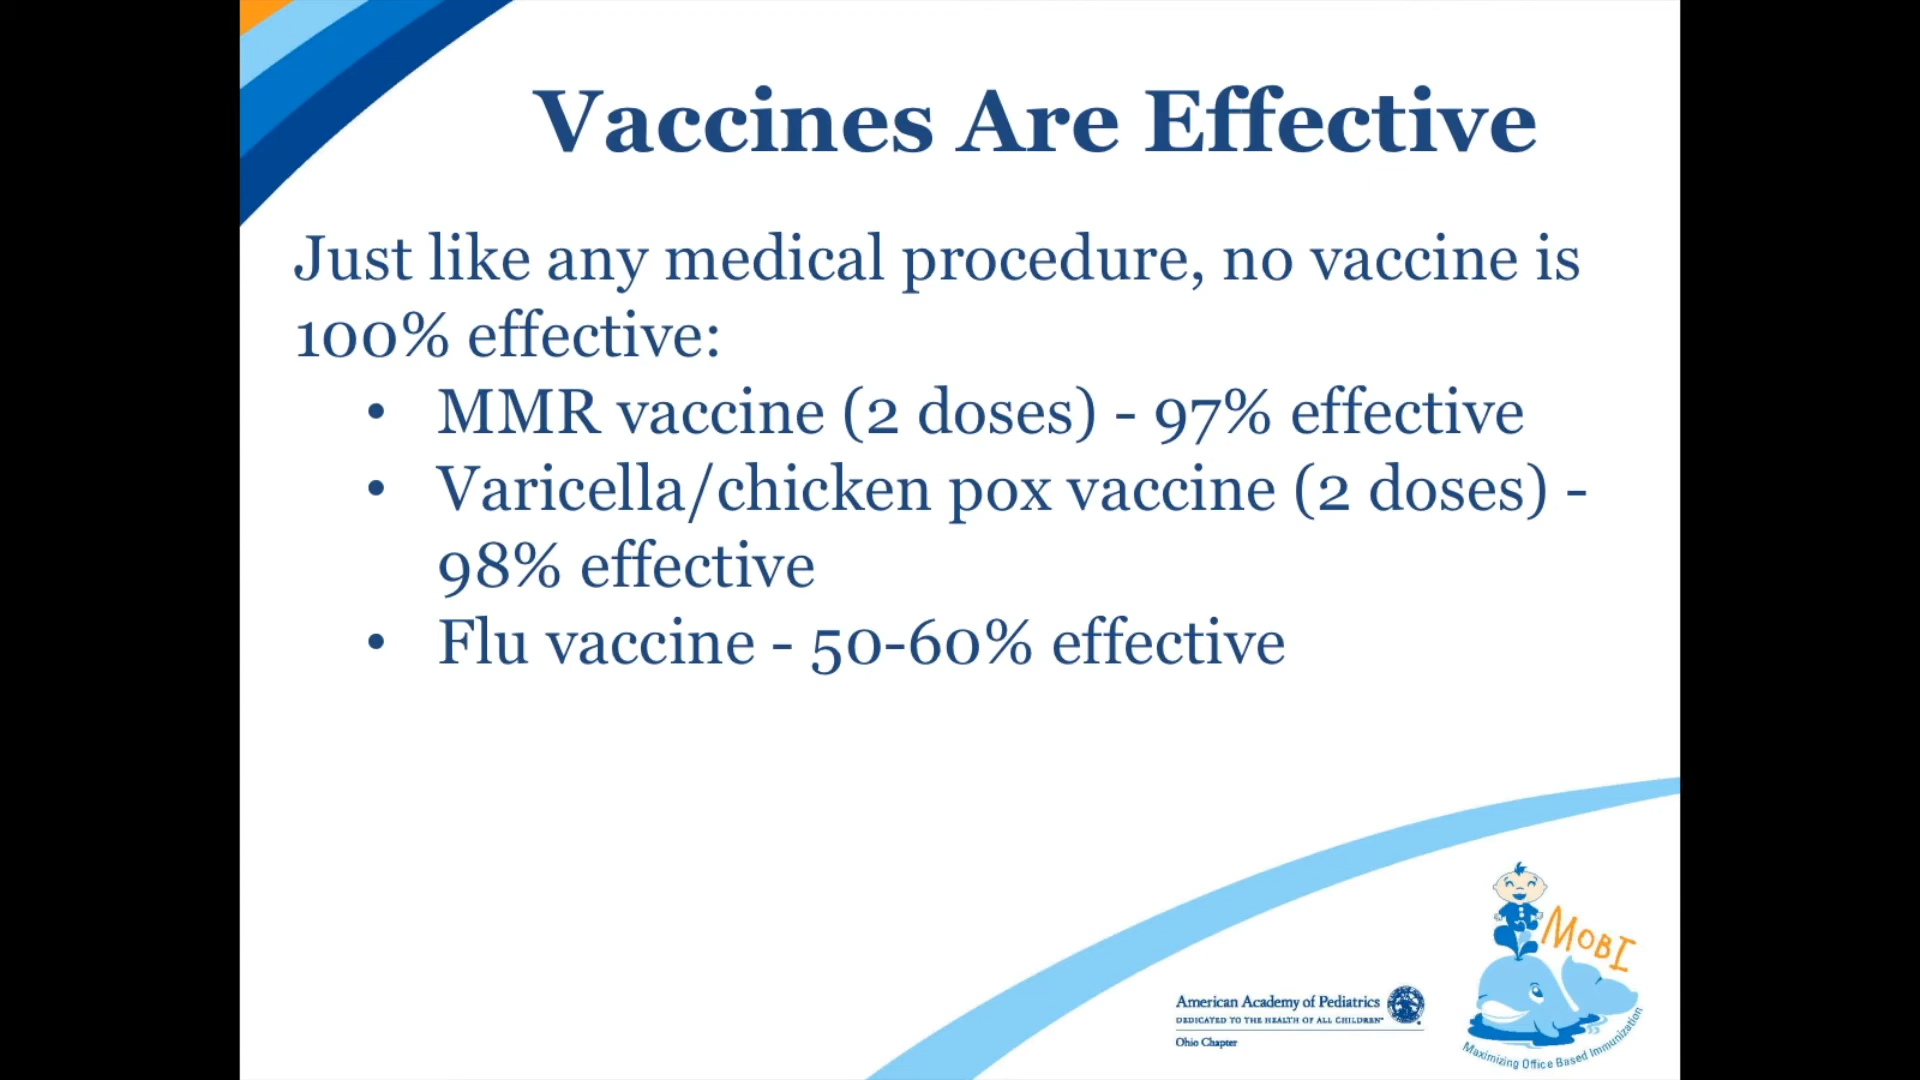 Vaccines Are Effective
Just like any medical procedure, no vaccine is
100% effective:
• MMR vaccine (2 doses) - 97% effective
• Varicella/chicken pox vaccine (2 doses) -
98% effective
• Flu vaccine - 50-60% effective
MOBI
American Academy of Pediatrics
DEDICATED TO THE HEALTH OF ALL CHILDREN™
Ohio Chapter
Maximizing Office Based Immunization